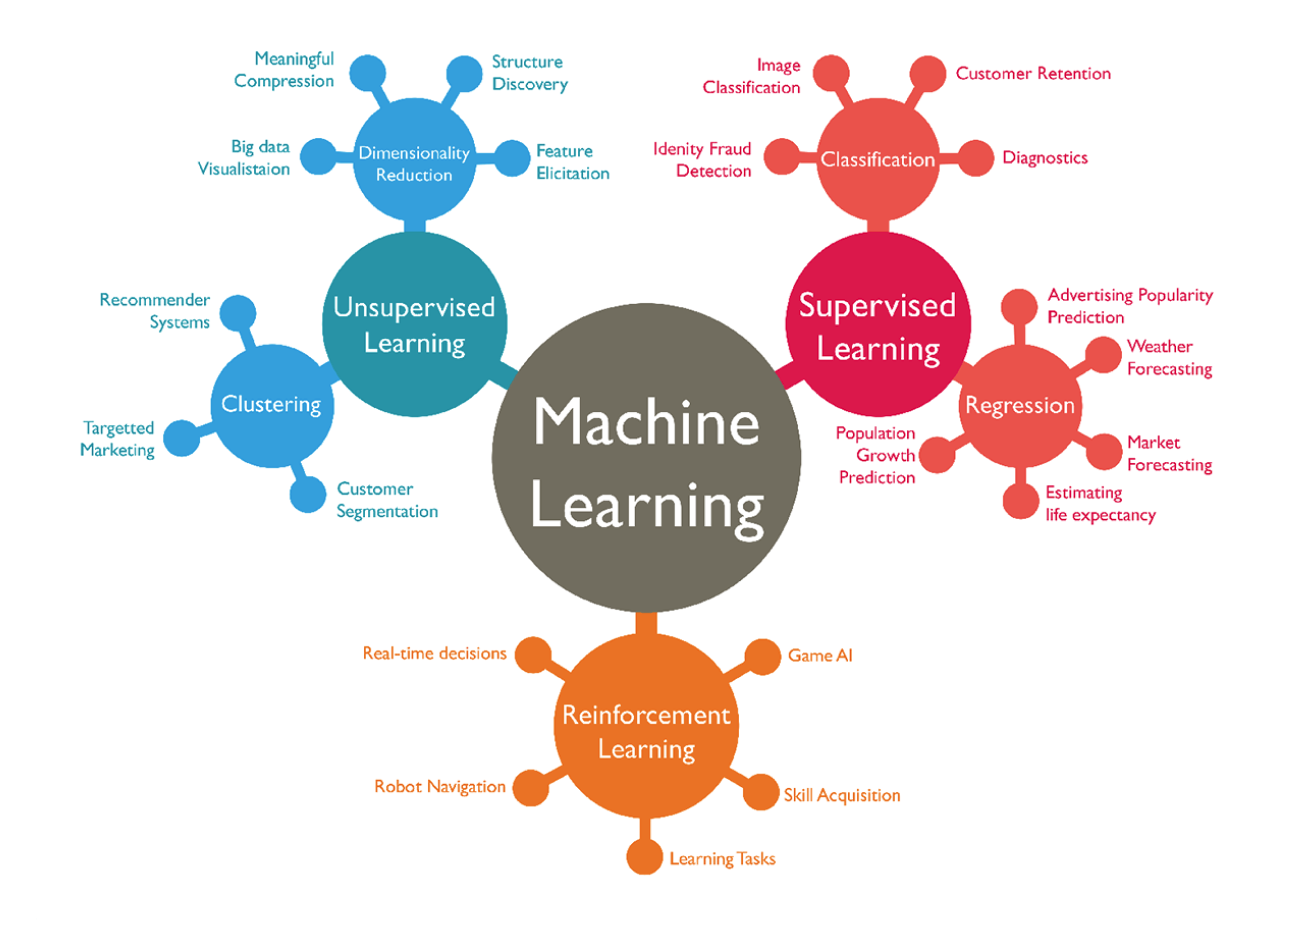 Meaningful
Compression
Structure
Discovery
Big data
Visualistaion
Dimensionality
Reduction
Feature
Elicitation
Image
Classification
Customer Retention
Idenity Fraud
Detection
Classification
Diagnostics
Unsupervised
Learning
Recommender
Systems
Clustering
Targetted
Marketing
Customer
Segmentation
Supervised
Learning
Advertising Popularity
Prediction
Weather
Forecasting
Regression
Population
Growth
Prediction
Market
Forecasting
Estimating
life expectancy
Machine
Learning
Real-time decisions
Game AI
Reinforcement
Learning
Robot Navigation
Skill Acquisition
Learning Tasks